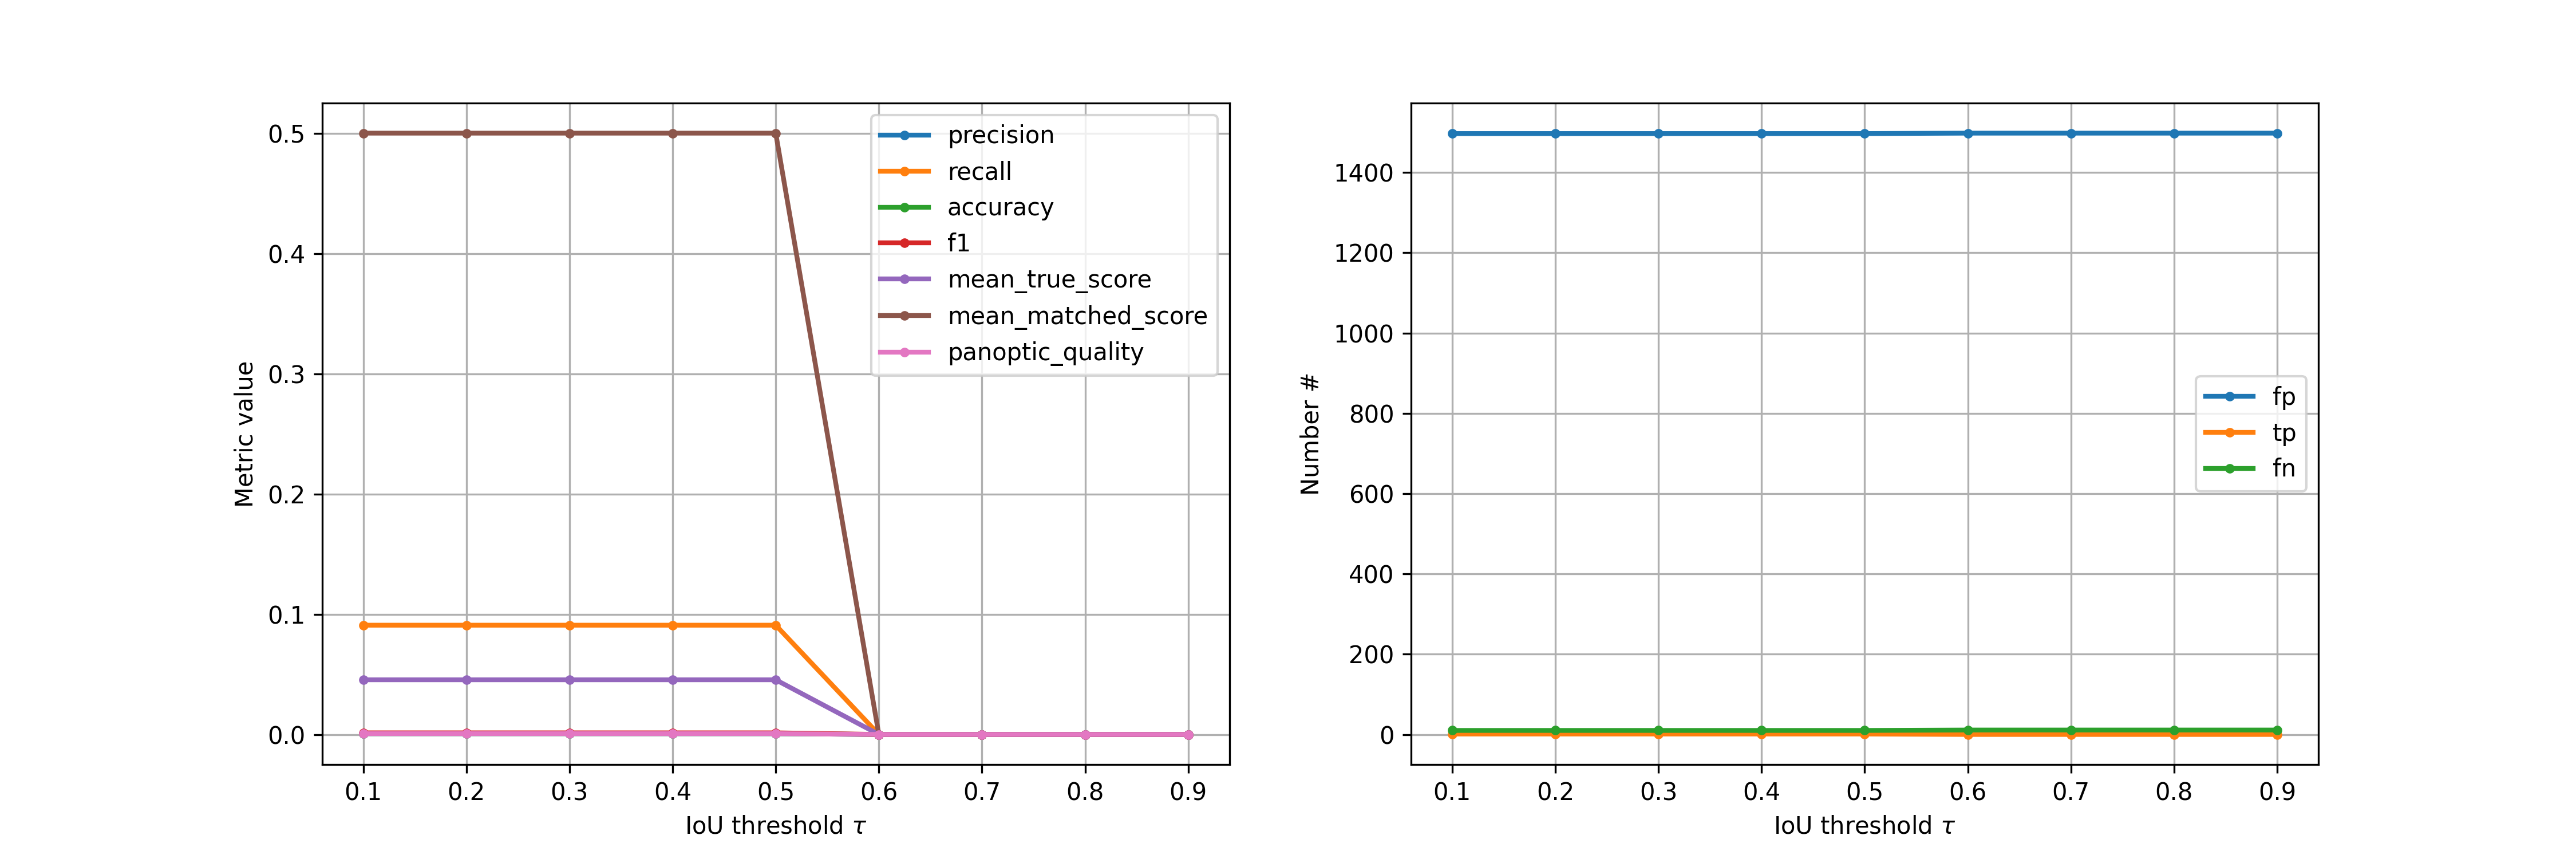 Metric value
0.5
0.4
0.3
0.2
0.1
0.0
precision
recall
accuracy
f1
mean_true_score
mean_matched_score
panoptic_quality
0.1 0.2 0.3 0.4 0.5 0.6 0.7 0.8 0.9
IoU threshold τ
Number #
1400
1200
1000
800
600
400
200
0
fp
tp
fn
0.1 0.2 0.3 0.4 0.5 0.6 0.7 0.8 0.9
IoU threshold τ